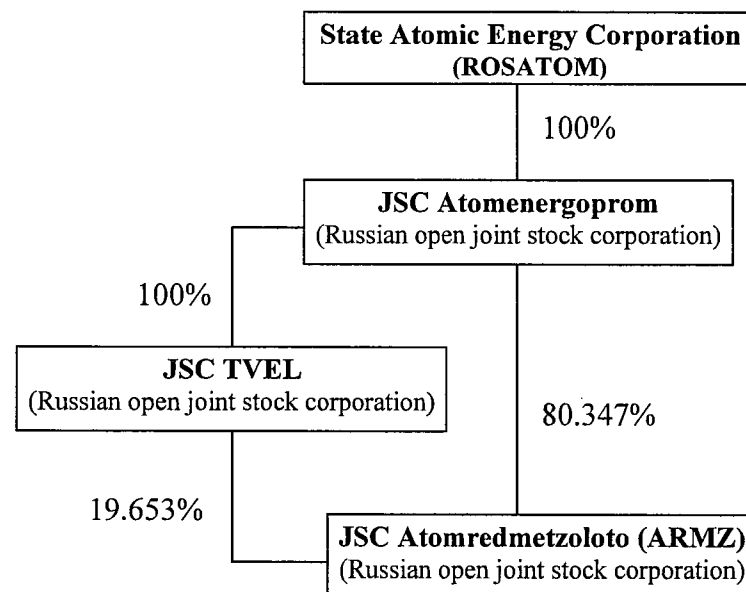 State Atomic Energy Corporation
(ROSATOM)
100%
JSC Atomenergoprom
(Russian open joint stock corporation)
100%
JSC TVEL
(Russian open joint stock corporation)
80.347%
19.653%
JSC Atomredmetzoloto (ARMZ)
(Russian open joint stock corporation)